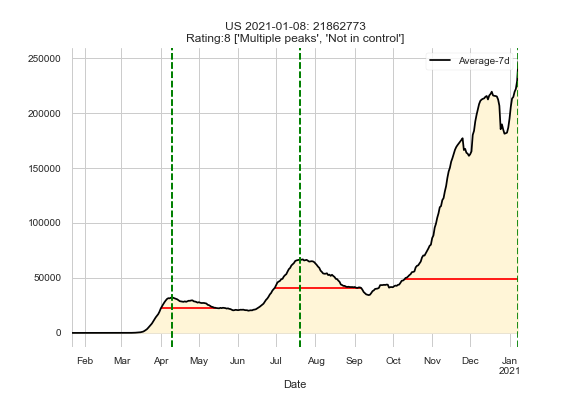 US 2021-01-08: 21862773
Rating:8 ['Multiple peaks', 'Not in control']
Average-7d
250000
200000
150000
100000
50000
0
Feb Mar Apr May Jun Jul Aug Sep Oct Nov Dec Jan
2021
Date